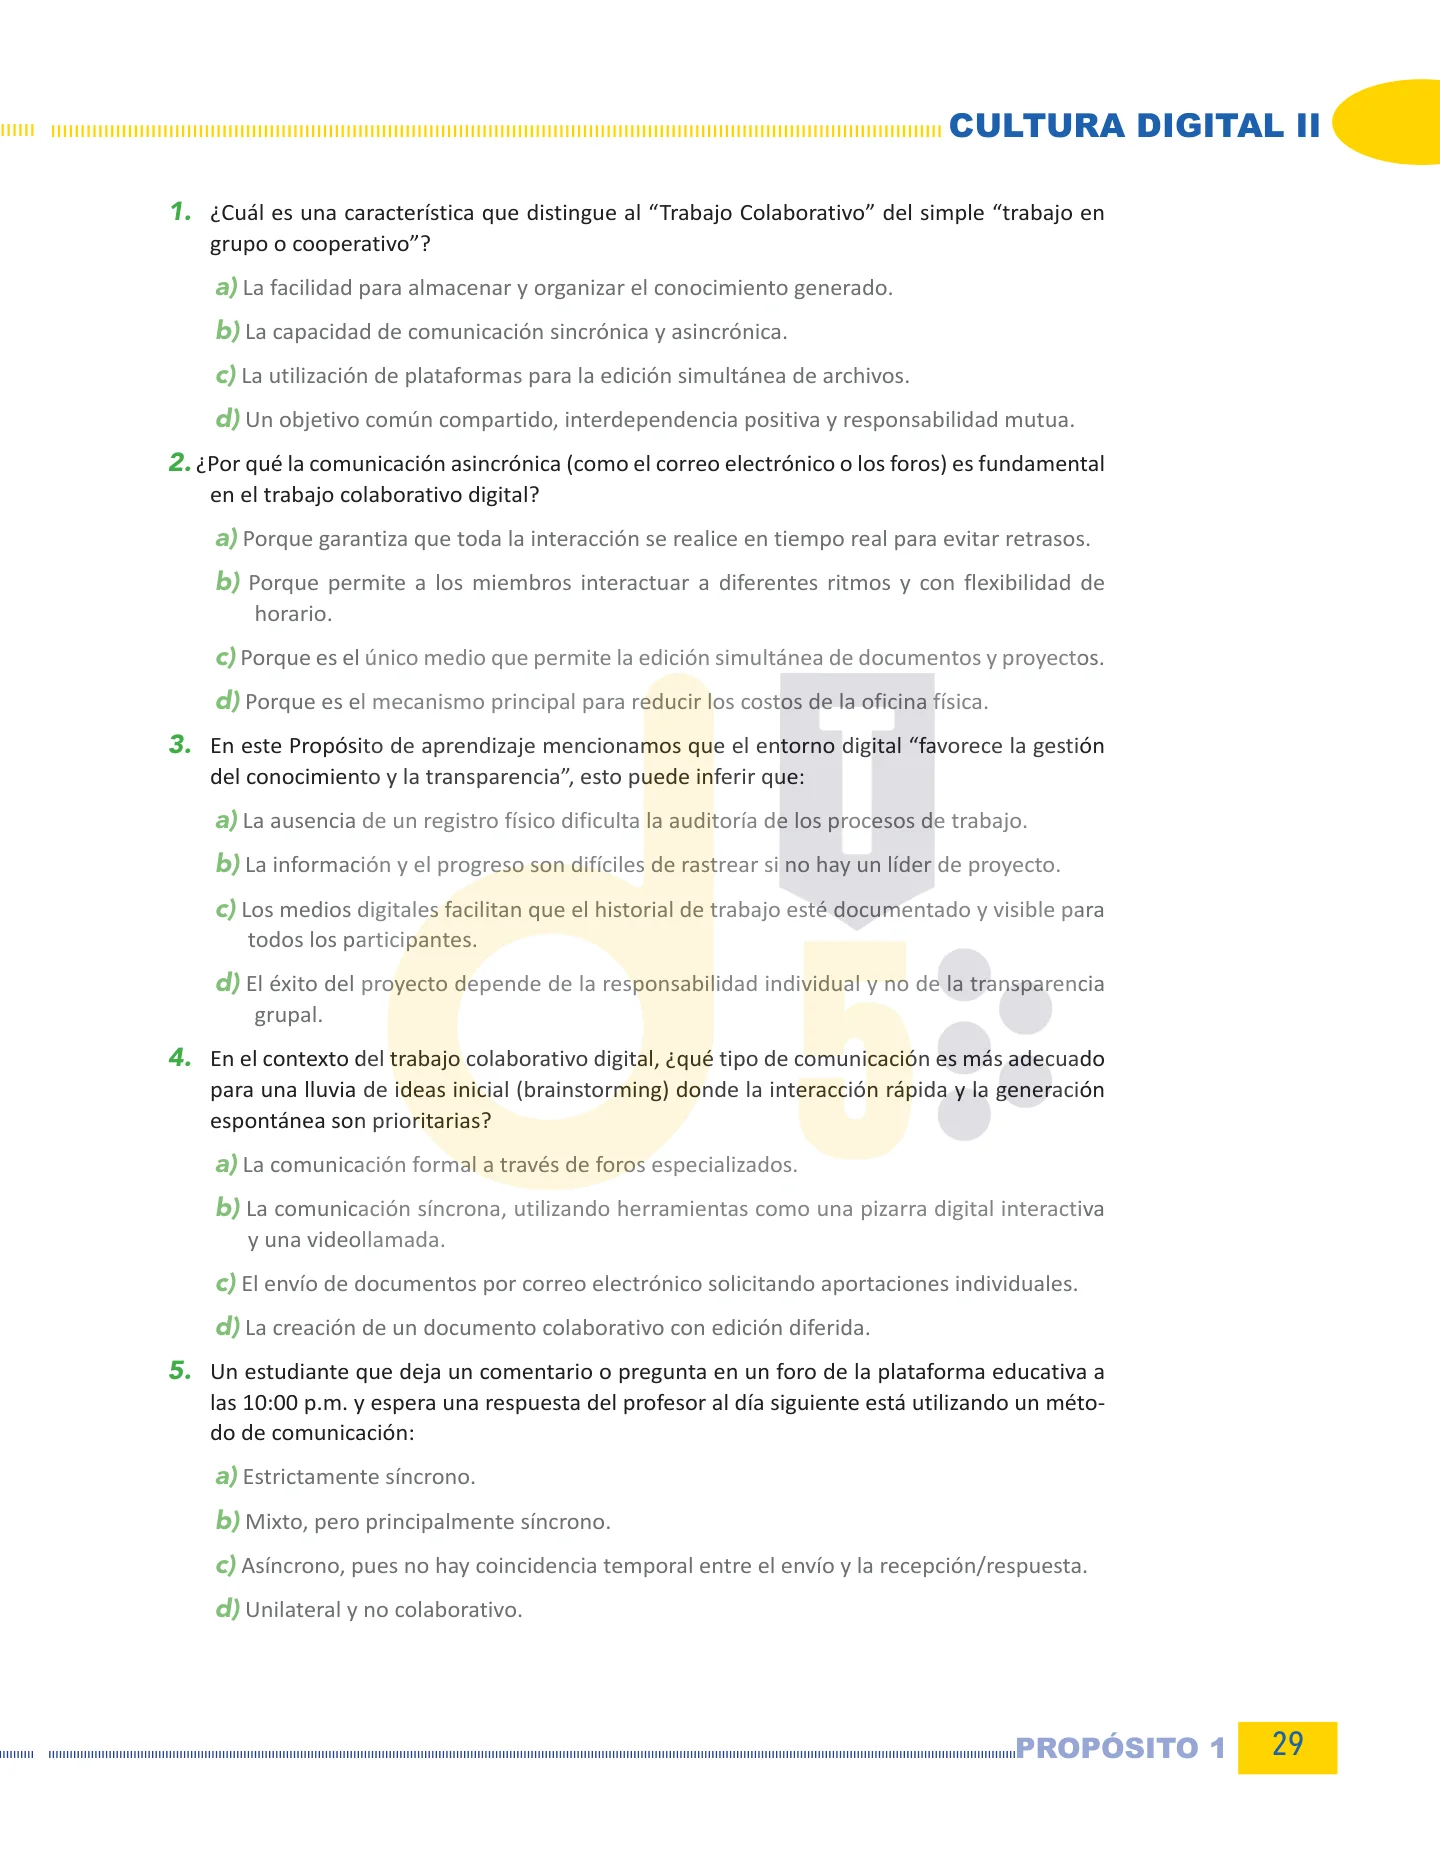 CULTURA DIGITAL II
1. ¿Cuál es una característica que distingue al “Trabajo Colaborativo” del simple “trabajo en
grupo o cooperativo”?
a) La facilidad para almacenar y organizar el conocimiento generado.
b) La capacidad de comunicación sincrónica y asincrónica.
c) La utilización de plataformas para la edición simultánea de archivos.
d) Un objetivo común compartido, interdependencia positiva y responsabilidad mutua.
2. ¿Por qué la comunicación asincrónica (como el correo electrónico o los foros) es fundamental
en el trabajo colaborativo digital?
a) Porque garantiza que toda la interacción se realice en tiempo real para evitar retrasos.
b) Porque permite a los miembros interactuar a diferentes ritmos y con flexibilidad de
horario.
c) Porque es el único medio que permite la edición simultánea de documentos y proyectos.
d) Porque es el mecanismo principal para reducir los costos de la oficina física.
3. En este Propósito de aprendizaje mencionamos que el entorno digital “favorece la gestión
del conocimiento y la transparencia”, esto puede inferir que:
a) La ausencia de un registro físico dificulta la auditoría de los procesos de trabajo.
b) La información y el progreso son difíciles de rastrear si no hay un líder de proyecto.
c) Los medios digitales facilitan que el historial de trabajo esté documentado y visible para
todos los participantes.
d) El éxito del proyecto depende de la responsabilidad individual y no de la transparencia
grupal.
4. En el contexto del trabajo colaborativo digital, ¿qué tipo de comunicación es más adecuado
para una lluvia de ideas inicial (brainstorming) donde la interacción rápida y la generación
espontánea son prioritarias?
a) La comunicación formal a través de foros especializados.
b) La comunicación síncrona, utilizando herramientas como una pizarra digital interactiva
y una videollamada.
c) El envío de documentos por correo electrónico solicitando aportaciones individuales.
d) La creación de un documento colaborativo con edición diferida.
5. Un estudiante que deja un comentario o pregunta en un foro de la plataforma educativa a
las 10:00 p.m. y espera una respuesta del profesor al día siguiente está utilizando un méto-
do de comunicación:
a) Estrictamente síncrono.
b) Mixto, pero principalmente síncrono.
c) Asíncrono, pues no hay coincidencia temporal entre el envío y la recepción/respuesta.
d) Unilateral y no colaborativo.
d T 5
PROPÓSITO 1 29